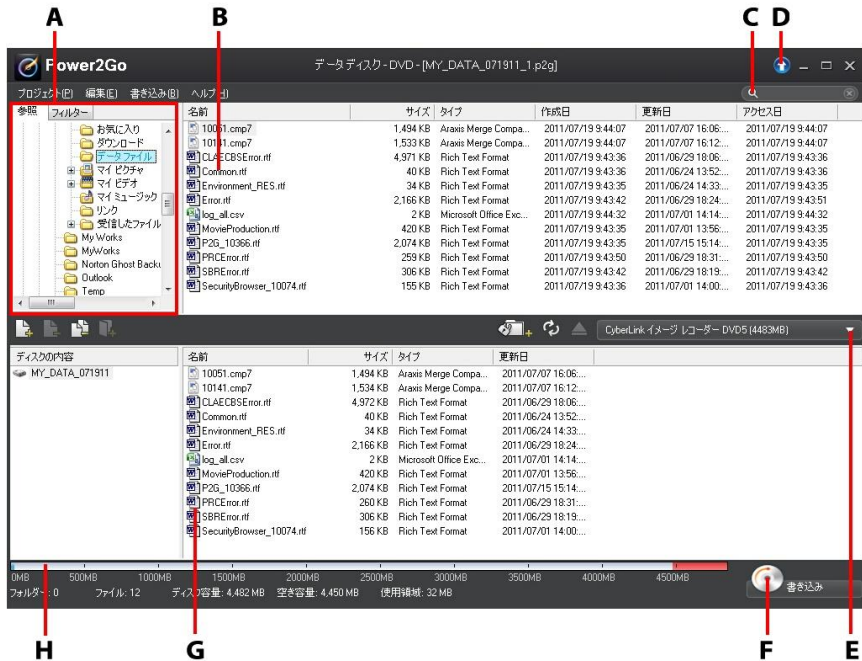 A B C D
Power2Go データ ディスク - DVD - [MY_DATA_071911_1.p2g]
プロジェクト(P) 編集(E) 書き込み(B) ヘルプ(H)
参照 フィルター
お気に入り
ダウンロード
データ ファイル
マイ ピクチャ
マイ ビデオ
マイ ミュージック
リンク
受信したファイル
My Works
MyWorks
Norton Ghost Backu
Outlook
Temp
名前 サイズ タイプ 作成日 更新日 アクセス日
10051.cmp7 1,494 KB Araxis Merge Compa... 2011/07/19 9:44:07 2011/07/07 16:06:... 2011/07/19 9:44:07
10141.cmp7 1,533 KB Araxis Merge Compa... 2011/07/19 9:44:07 2011/07/07 16:12:... 2011/07/19 9:44:07
CLAECBSError.rtf 4,971 KB Rich Text Format 2011/07/19 9:43:36 2011/06/29 18:06:... 2011/07/19 9:43:36
Common.rtf 40 KB Rich Text Format 2011/07/19 9:43:36 2011/06/24 13:52:... 2011/07/19 9:43:36
Environment_RES.rtf 34 KB Rich Text Format 2011/07/19 9:43:35 2011/06/24 14:33:... 2011/07/19 9:43:35
Error.rtf 2,166 KB Rich Text Format 2011/07/19 9:43:42 2011/06/29 18:24:... 2011/07/19 9:43:51
log_all.csv 2 KB Microsoft Office Exc... 2011/07/19 9:44:32 2011/07/01 14:14:... 2011/07/19 9:44:32
MovieProduction.rtf 420 KB Rich Text Format 2011/07/19 9:43:35 2011/07/01 13:56:... 2011/07/19 9:43:35
P2G_10366.rtf 2,074 KB Rich Text Format 2011/07/19 9:43:35 2011/07/15 15:14:... 2011/07/19 9:43:35
PRCError.rtf 259 KB Rich Text Format 2011/07/19 9:43:50 2011/06/29 18:31:... 2011/07/19 9:43:50
SBRError.rtf 306 KB Rich Text Format 2011/07/19 9:43:42 2011/06/29 18:19:... 2011/07/19 9:43:42
SecurityBrowser_10074.rtf 155 KB Rich Text Format 2011/07/19 9:43:36 2011/07/01 14:00:... 2011/07/19 9:43:36
CyberLink イメージ レコーダー DVD5 (4483MB)
ディスクの内容
MY_DATA_071911
名前 サイズ タイプ 更新日
10051.cmp7 1,494 KB Araxis Merge Compa... 2011/07/07 16:06:...
10141.cmp7 1,534 KB Araxis Merge Compa... 2011/07/07 16:12:...
CLAECBSError.rtf 4,972 KB Rich Text Format 2011/06/29 18:06:...
Common.rtf 40 KB Rich Text Format 2011/06/24 13:52:...
Environment_RES.rtf 34 KB Rich Text Format 2011/06/24 14:33:...
Error.rtf 2,166 KB Rich Text Format 2011/06/29 18:24:...
log_all.csv 2 KB Microsoft Office Exc... 2011/07/01 14:14:...
MovieProduction.rtf 420 KB Rich Text Format 2011/07/01 13:56:...
P2G_10366.rtf 2,074 KB Rich Text Format 2011/07/15 15:14:...
PRCError.rtf 260 KB Rich Text Format 2011/06/29 18:31:...
SBRError.rtf 306 KB Rich Text Format 2011/06/29 18:19:...
SecurityBrowser_10074.rtf 156 KB Rich Text Format 2011/07/01 14:00:...
0MB 500MB 1000MB 1500MB 2000MB 2500MB 3000MB 3500MB 4000MB 4500MB
フォルダー: 0 ファイル: 12 ディスク容量: 4,482 MB 空き容量: 4,450 MB 使用領域: 32 MB
書き込み
H G F E